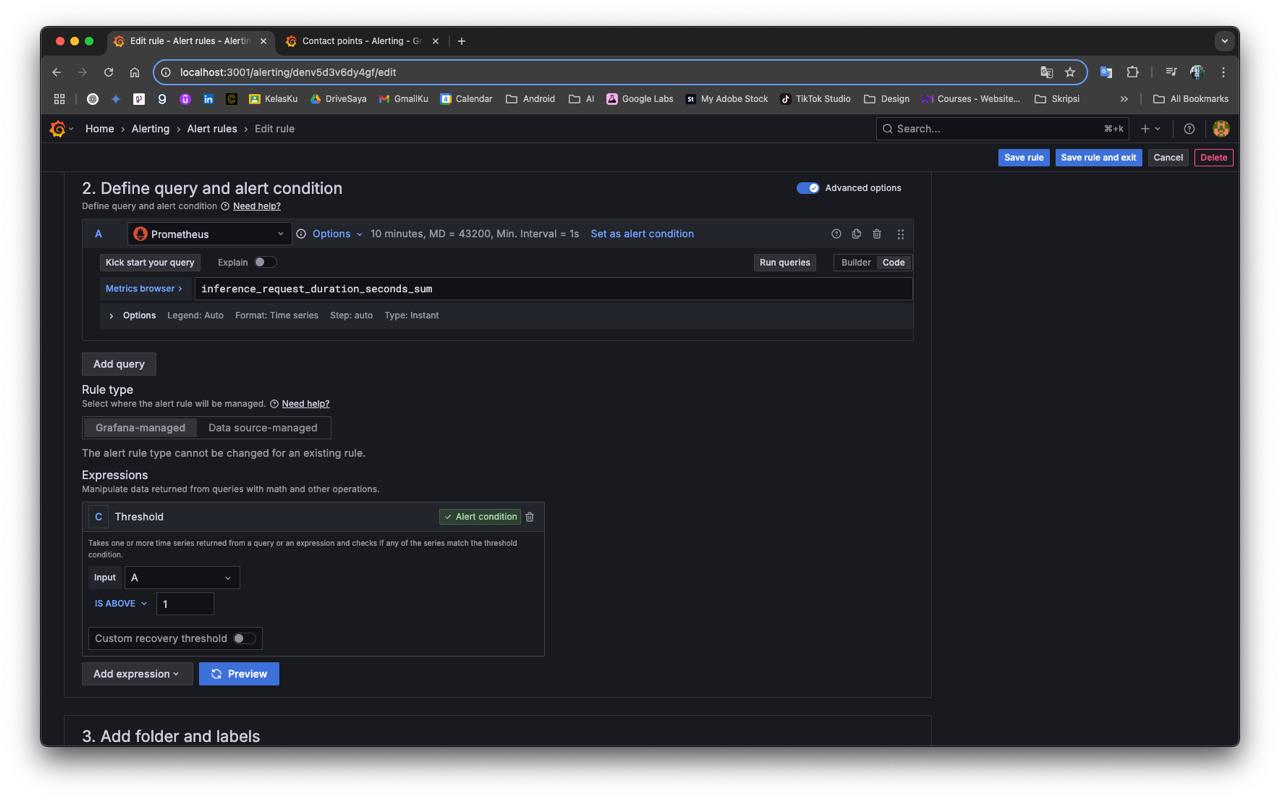 Edit rule - Alert rules - Alertin
Contact points - Alerting - Gr
localhost:3001/alerting/denv5d3v6dy4gf/edit
KelasKu DriveSaya GmailKu Calendar Android AI Google Labs My Adobe Stock TikTok Studio Design Courses - Website... Skripsi All Bookmarks
Home › Alerting › Alert rules › Edit rule
Search... ⌘+k
Save rule Save rule and exit Cancel Delete
2. Define query and alert condition
Advanced options
Define query and alert condition Need help?
A Prometheus Options 10 minutes, MD = 43200, Min. Interval = 1s Set as alert condition
Kick start your query Explain Run queries Builder Code
Metrics browser › inference_request_duration_seconds_sum
› Options Legend: Auto Format: Time series Step: auto Type: Instant
Add query
Rule type
Select where the alert rule will be managed. Need help?
Grafana-managed Data source-managed
The alert rule type cannot be changed for an existing rule.
Expressions
Manipulate data returned from queries with math and other operations.
C Threshold Alert condition
Takes one or more time series returned from a query or an expression and checks if any of the series match the threshold
condition.
Input A
IS ABOVE 1
Custom recovery threshold
Add expression Preview
3. Add folder and labels